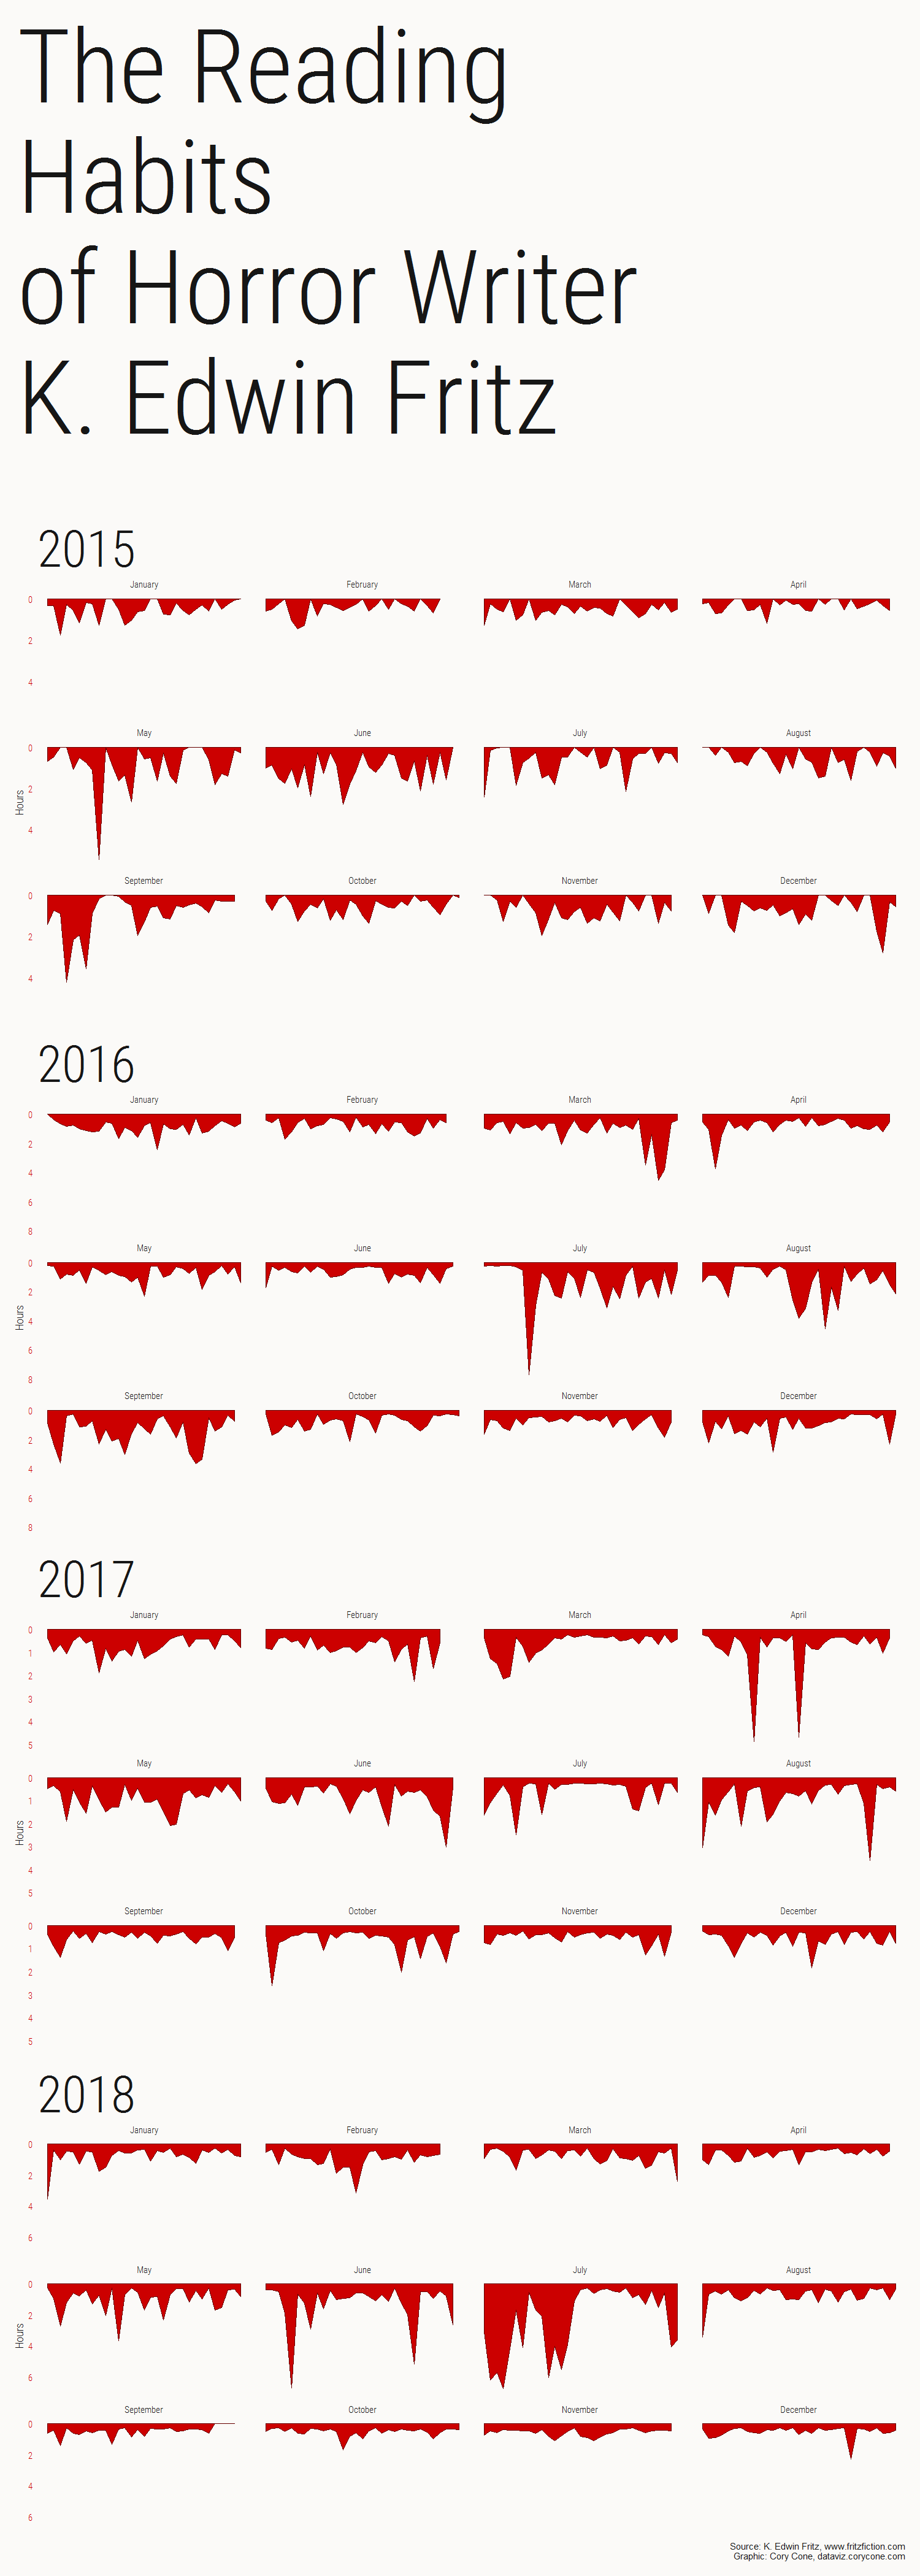 The Reading
Habits
of Horror Writer
K. Edwin Fritz
2015
January February March April
0
2
4
May June July August
0
2
4
Hours
September October November December
0
2
4
2016
January February March April
0
2
4
6
8
May June July August
0
2
4
6
8
Hours
September October November December
0
2
4
6
8
2017
January February March April
0
1
2
3
4
5
May June July August
0
1
2
3
4
5
Hours
September October November December
0
1
2
3
4
5
2018
January February March April
0
2
4
6
May June July August
0
2
4
6
Hours
September October November December
0
2
4
6
Source: K. Edwin Fritz, www.fritzfiction.com
Graphic: Cory Cone, dataviz.corycone.com